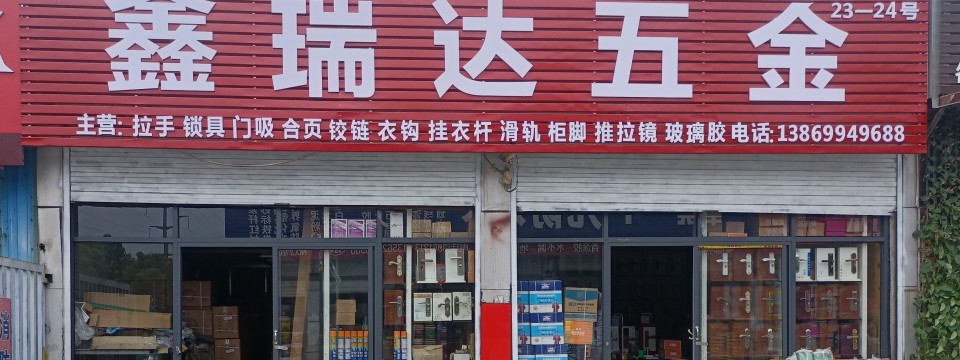 鑫瑞达五金
23—24号
主营: 拉手 锁具 门吸 合页 铰链 衣钩 挂衣杆 滑轨 柜脚 推拉镜 玻璃胶 电话:13869949688